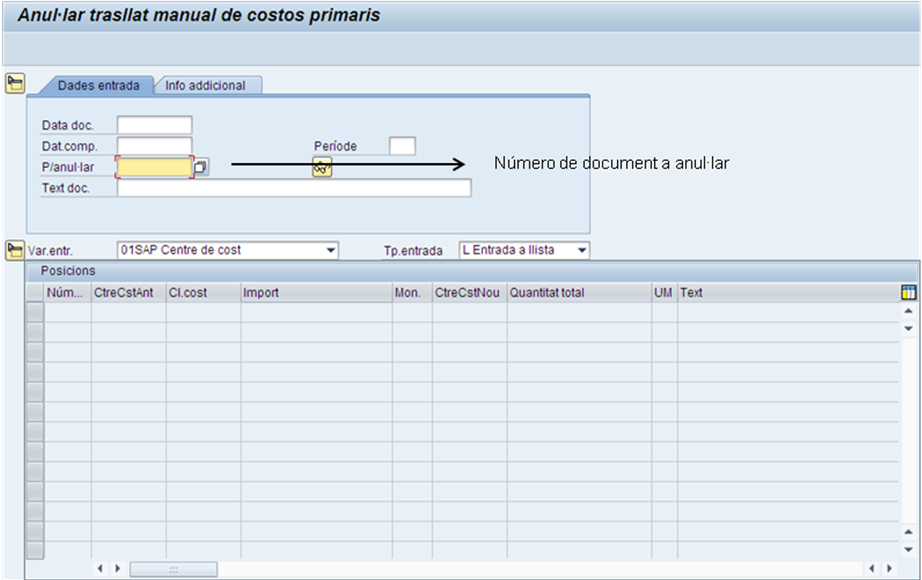 Anul·lar trasllat manual de costos primaris
Dades entrada Info addicional
Data doc.
Dat.comp. Període
P/anul·lar Número de document a anul·lar
Text doc.
Var.entr. 01SAP Centre de cost Tp.entrada L Entrada a llista
Posicions
Núm... CtreCstAnt Cl.cost Import Mon. CtreCstNou Quantitat total UM Text